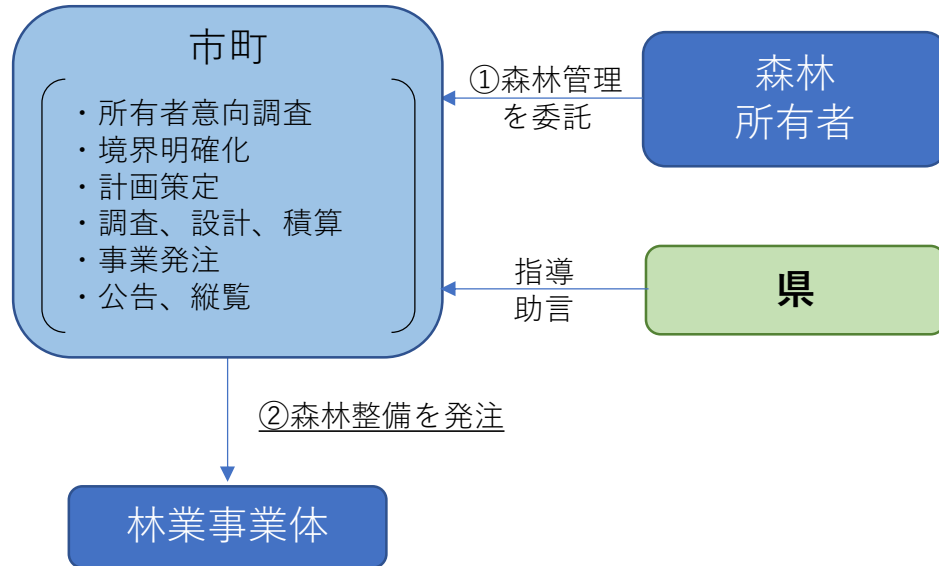 市町
・所有者意向調査
・境界明確化
・計画策定
・調査、設計、積算
・事業発注
・公告、縦覧
①森林管理
を委託
森林
所有者
指導
助言
県
②森林整備を発注
林業事業体